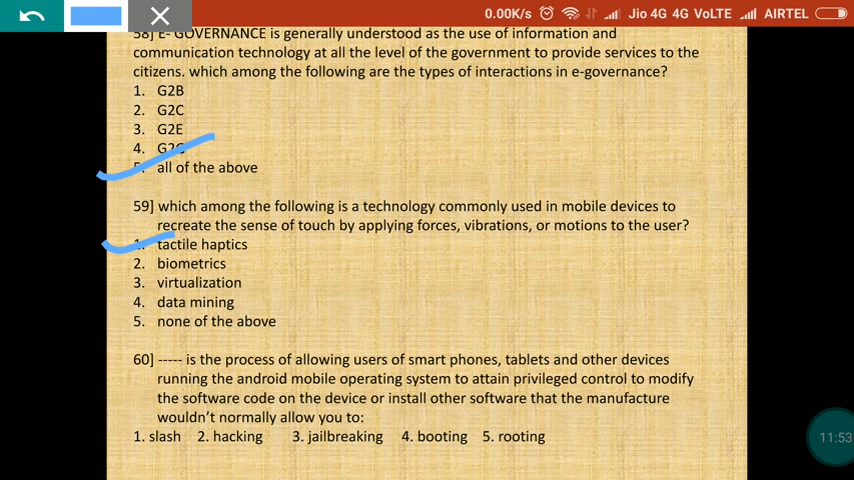 0.00K/s Jio 4G 4G VoLTE AIRTEL
58] E- GOVERNANCE is generally understood as the use of information and
communication technology at all the level of the government to provide services to the
citizens. which among the following are the types of interactions in e-governance?
1. G2B
2. G2C
3. G2E
4. G2G
5. all of the above
59] which among the following is a technology commonly used in mobile devices to
recreate the sense of touch by applying forces, vibrations, or motions to the user?
1. tactile haptics
2. biometrics
3. virtualization
4. data mining
5. none of the above
60] ----- is the process of allowing users of smart phones, tablets and other devices
running the android mobile operating system to attain privileged control to modify
the software code on the device or install other software that the manufacture
wouldn't normally allow you to:
1. slash 2. hacking 3. jailbreaking 4. booting 5. rooting
11:53